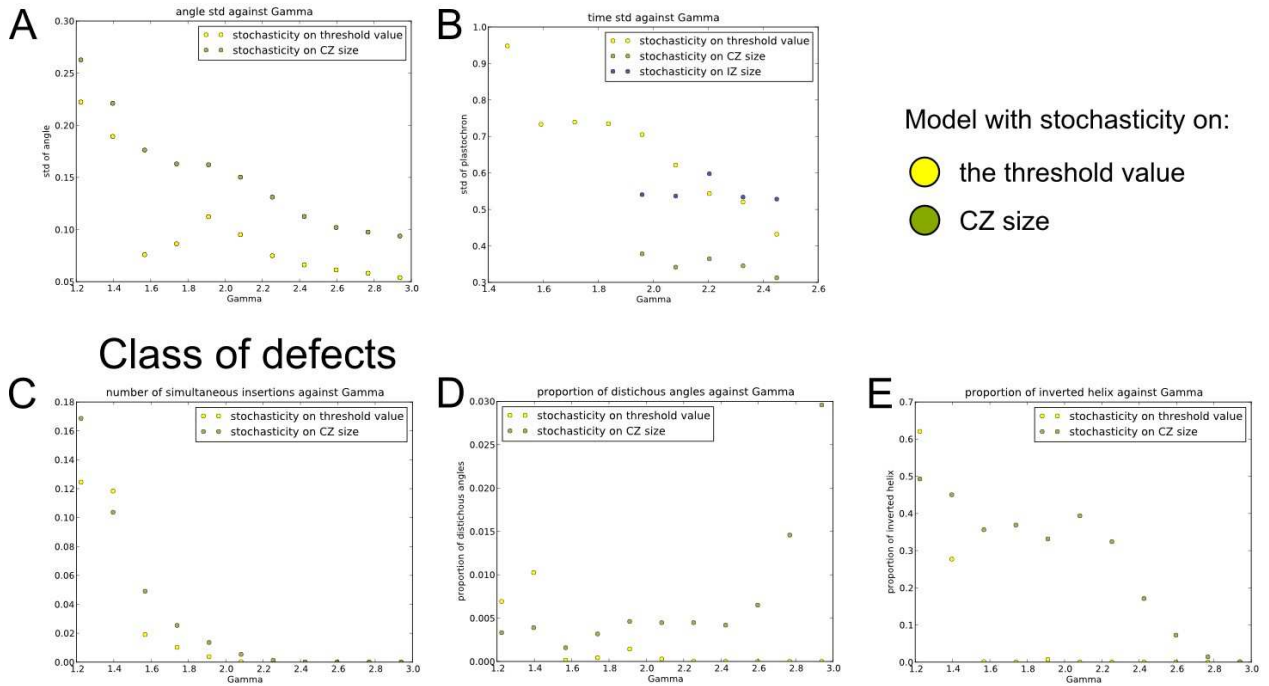 A
angle std against Gamma
stochasticity on threshold value
stochasticity on CZ size
0.30
0.25
0.20
0.15
0.10
0.05
std of angle
1.2 1.4 1.6 1.8 2.0 2.2 2.4 2.6 2.8 3.0
Gamma
B
time std against Gamma
stochasticity on threshold value
stochasticity on CZ size
stochasticity on IZ size
1.0
0.9
0.8
0.7
0.6
0.5
0.4
0.3
std of plastochron
1.4 1.6 1.8 2.0 2.2 2.4 2.6
Gamma
Model with stochasticity on:
the threshold value
CZ size
Class of defects
C
number of simultaneous insertions against Gamma
stochasticity on threshold value
stochasticity on CZ size
0.18
0.16
0.14
0.12
0.10
0.08
0.06
0.04
0.02
0.00
1.2 1.4 1.6 1.8 2.0 2.2 2.4 2.6 2.8 3.0
Gamma
D
proportion of distichous angles against Gamma
stochasticity on threshold value
stochasticity on CZ size
0.030
0.025
0.020
0.015
0.010
0.005
0.000
proportion of distichous angles
1.2 1.4 1.6 1.8 2.0 2.2 2.4 2.6 2.8 3.0
Gamma
E
proportion of inverted helix against Gamma
stochasticity on threshold value
stochasticity on CZ size
0.7
0.6
0.5
0.4
0.3
0.2
0.1
0.0
proportion of inverted helix
1.2 1.4 1.6 1.8 2.0 2.2 2.4 2.6 2.8 3.0
Gamma